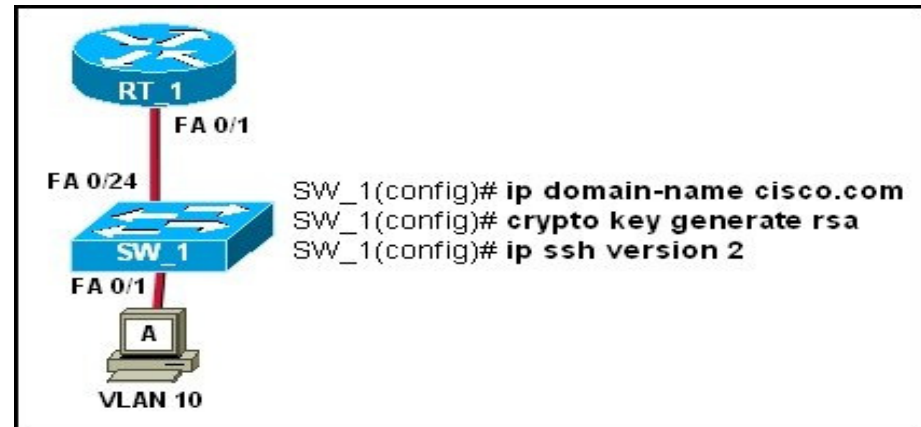 RT_1
FA 0/1
FA 0/24
SW_1(config)# ip domain-name cisco.com
SW_1(config)# crypto key generate rsa
SW_1(config)# ip ssh version 2
SW_1
FA 0/1
A
VLAN 10